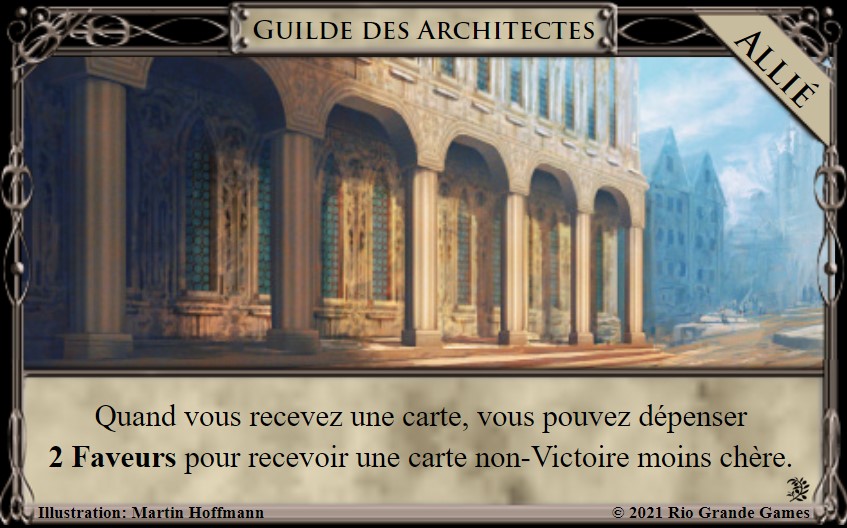 GUILDE DES ARCHITECTES
ALLIÉ
Quand vous recevez une carte, vous pouvez dépenser
2 Faveurs pour recevoir une carte non-Victoire moins chère.
Illustration: Martin Hoffmann
© 2021 Rio Grande Games